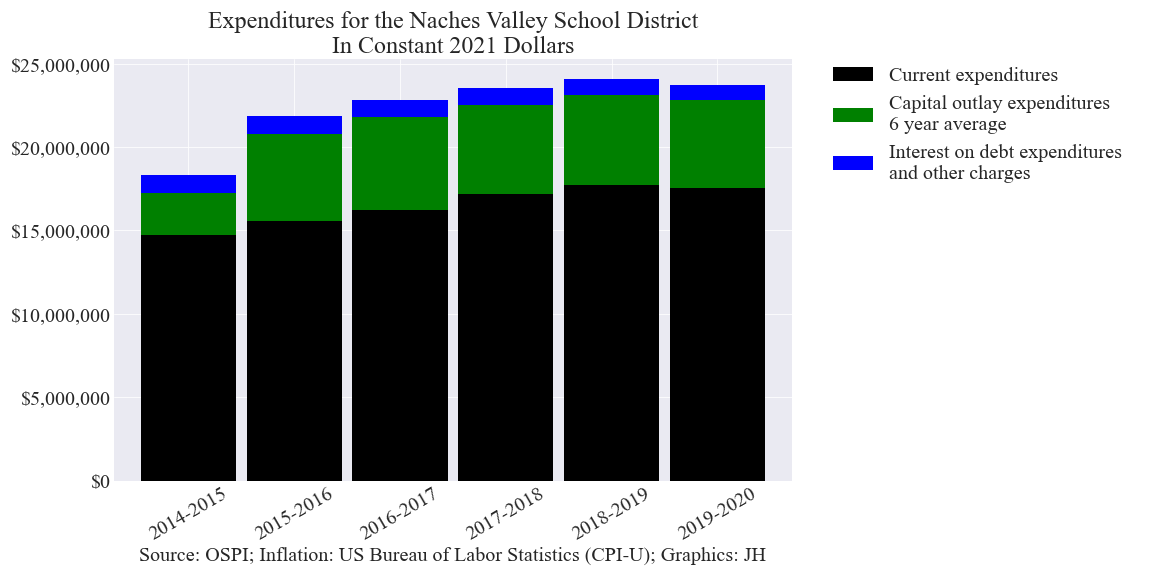 Expenditures for the Naches Valley School District
In Constant 2021 Dollars
$25,000,000
$20,000,000
$15,000,000
$10,000,000
$5,000,000
$0
2014-2015
2015-2016
2016-2017
2017-2018
2018-2019
2019-2020
Source: OSPI; Inflation: US Bureau of Labor Statistics (CPI-U); Graphics: JH
Current expenditures
Capital outlay expenditures
6 year average
Interest on debt expenditures
and other charges